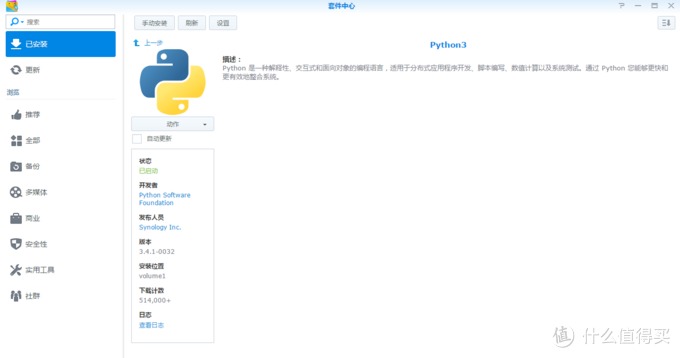 套件中心
搜索
手动安装
刷新
设置
已安装
更新
浏览
推荐
全部
备份
多媒体
商业
安全性
实用工具
社群
上一步
Python3
描述：
Python 是一种解程性、交互式和面向对象的编程语言，适用于分布式应用程序开发、脚本编写、数值计算以及系统测试。通过 Python 您能够更快和
更有效地整合系统。
动作
自动更新
状态
已启动
开发者
Python Software
Foundation
发布人员
Synology Inc.
版本
3.4.1-0032
安装位置
volume1
下载计数
514,000+
日志
查看日志
值 什么值得买